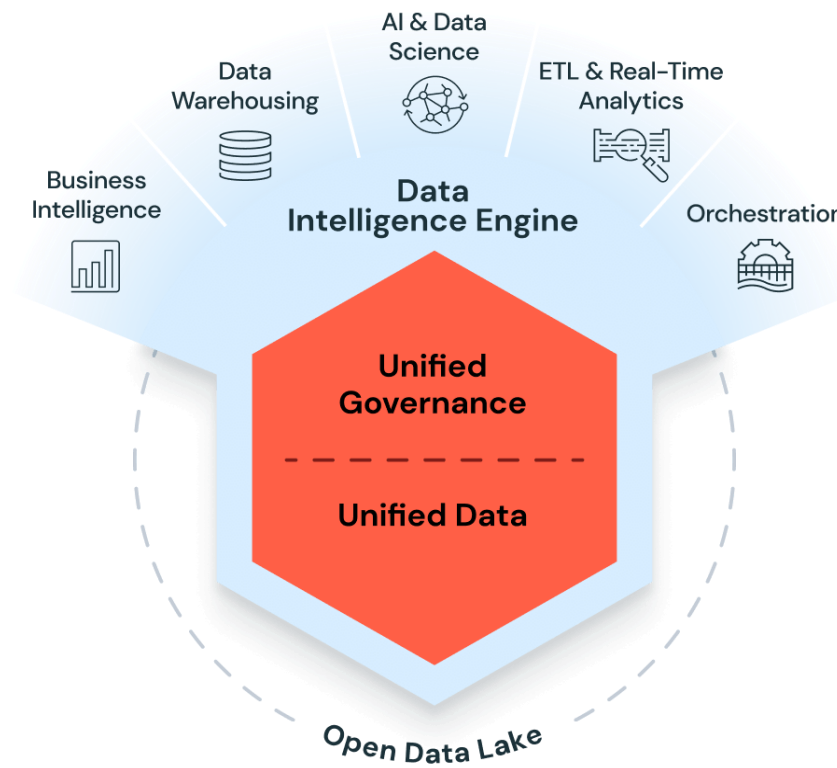 AI & Data
Science
Data
Warehousing
ETL & Real-Time
Analytics
Business
Intelligence
Orchestration
Data
Intelligence Engine
Unified
Governance
Unified Data
Open Data Lake